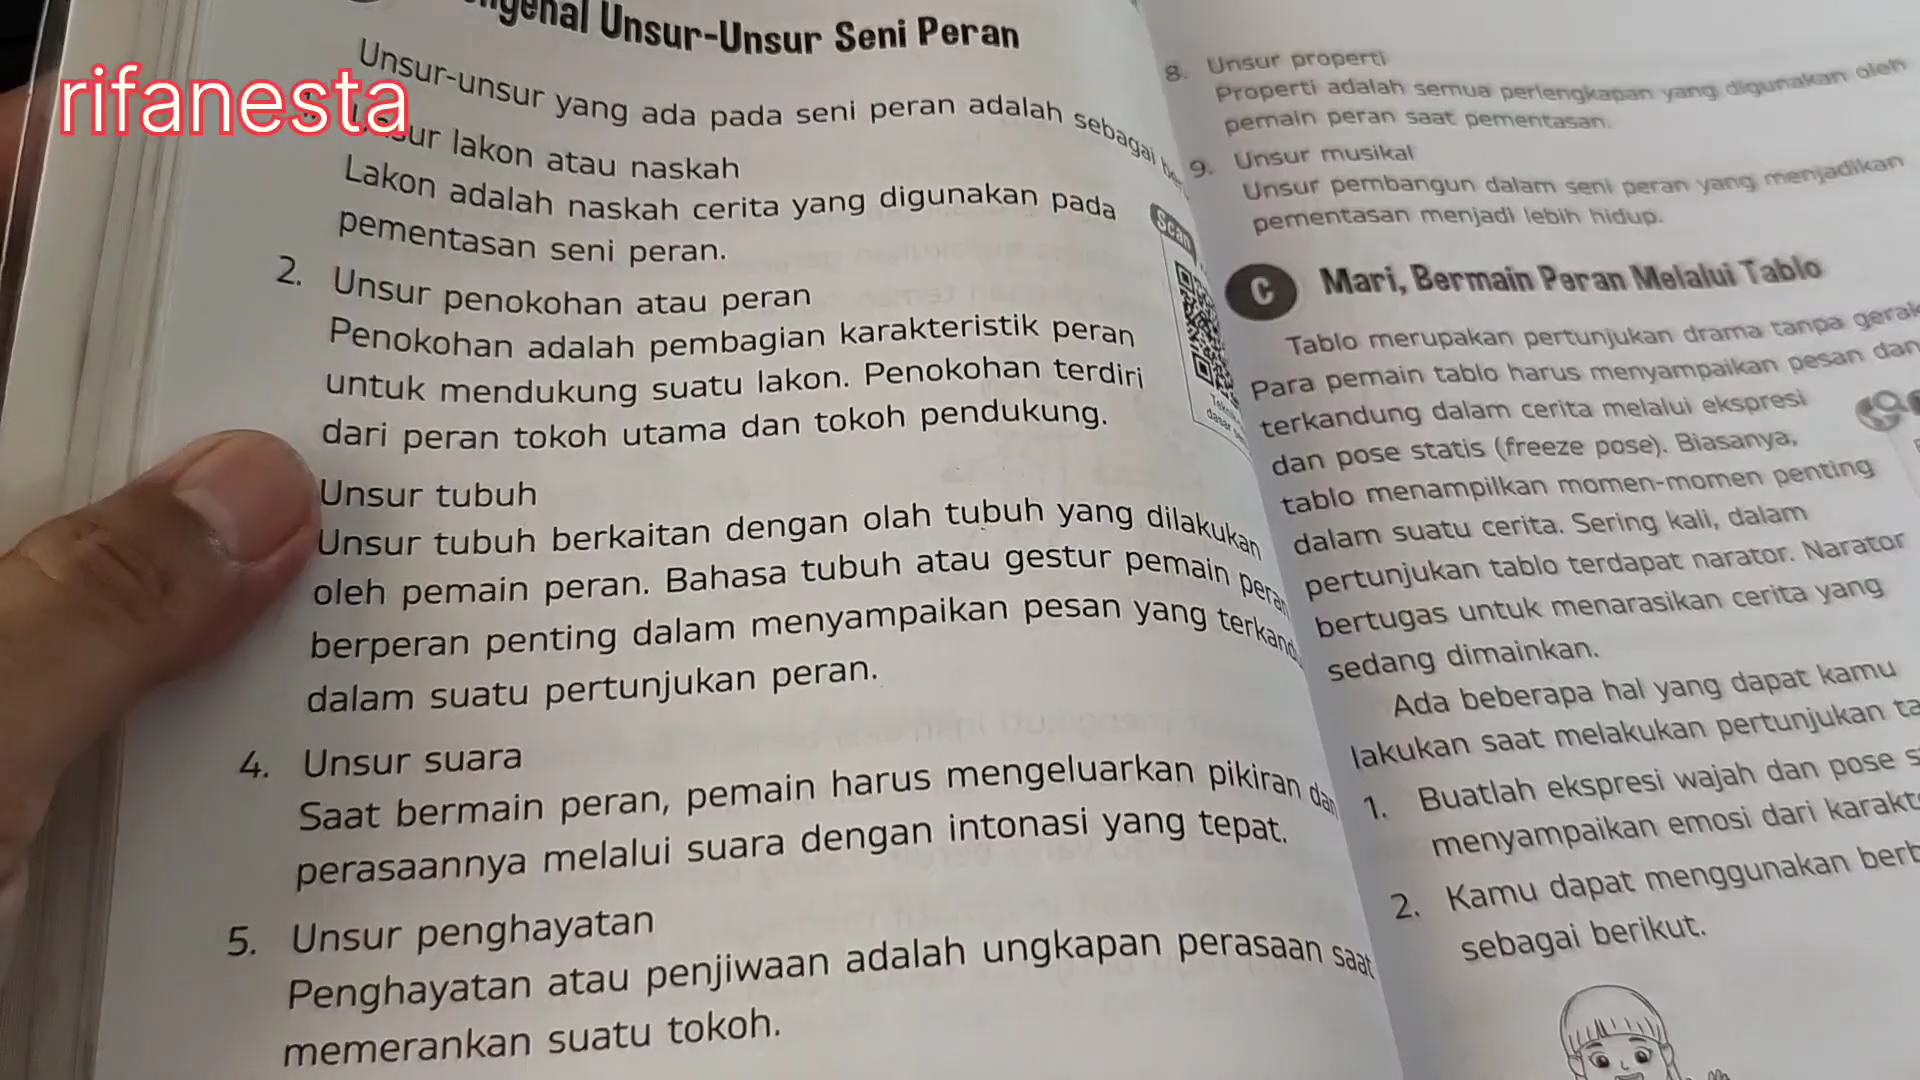 rifanesta
Unsur-Unsur Seni Peran
Unsur-unsur yang ada pada seni peran adalah sebagai
lakon atau naskah
Lakon adalah naskah cerita yang digunakan pada
pementasan seni peran.
2. Unsur penokohan atau peran
Penokohan adalah pembagian karakteristik peran
untuk mendukung suatu lakon. Penokohan terdiri
dari peran tokoh utama dan tokoh pendukung.
Unsur tubuh
Unsur tubuh berkaitan dengan olah tubuh yang dilakukan
oleh pemain peran. Bahasa tubuh atau gestur pemain peran
berperan penting dalam menyampaikan pesan yang
dalam suatu pertunjukan peran.
4. Unsur suara
Saat bermain peran, pemain harus mengeluarkan pikiran dan
perasaannya melalui suara dengan intonasi yang tepat.
5. Unsur penghayatan
Penghayatan atau penjiwaan adalah ungkapan perasaan saat
memerankan suatu tokoh.
Scan
8. Unsur properti
Properti adalah semua perlengkapan yang digunakan oleh
pemain peran saat pementasan.
9. Unsur musikal
Unsur pembangun dalam seni peran yang menjadikan
pementasan menjadi lebih hidup.
C Mari, Bermain Peran Melalui Tablo
Tablo merupakan pertunjukan drama tanpa gerak
Para pemain tablo harus menyampaikan pesan dan
terkandung dalam cerita melalui ekspresi
dan pose statis (freeze pose). Biasanya,
tablo menampilkan momen-momen penting
dalam suatu cerita. Sering kali, dalam
pertunjukan tablo terdapat narator. Narator
bertugas untuk menarasikan cerita yang
sedang dimainkan.
Ada beberapa hal yang dapat kamu
lakukan saat melakukan pertunjukan
1. Buatlah ekspresi wajah dan pose
menyampaikan emosi dari
2. Kamu dapat menggunakan
sebagai berikut.